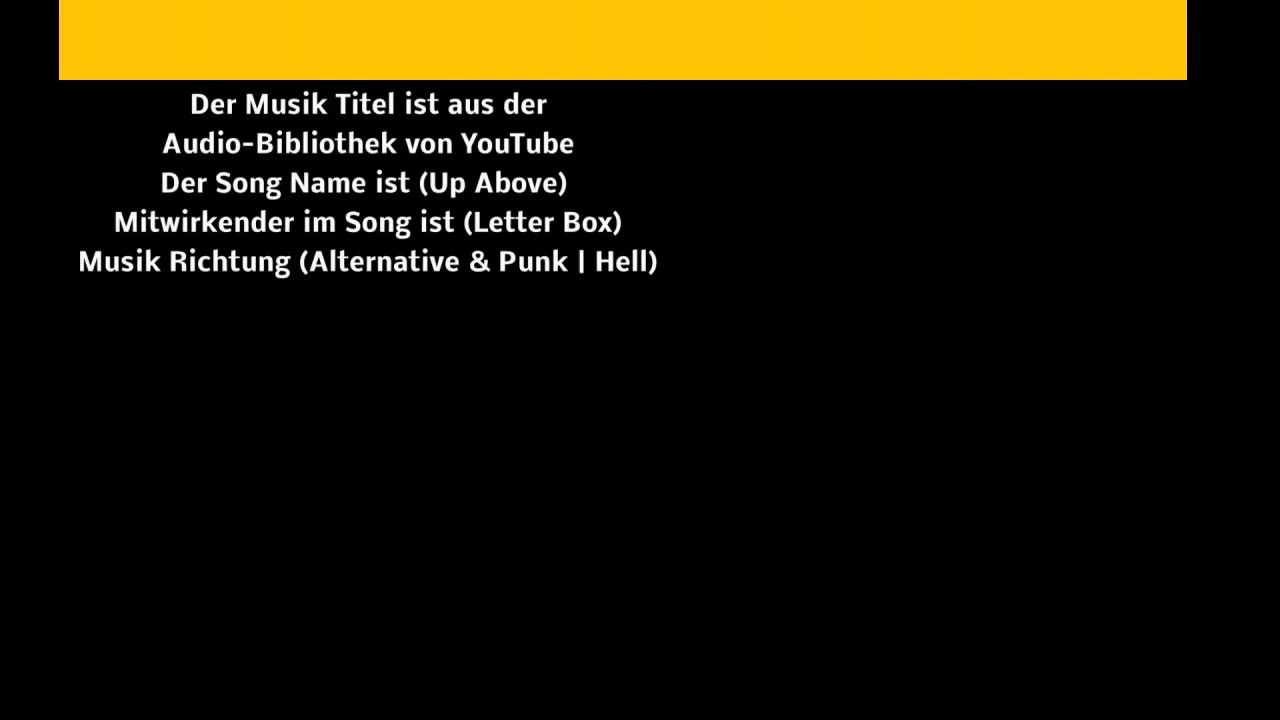 Der Musik Titel ist aus der
Audio-Bibliothek von YouTube
Der Song Name ist (Up Above)
Mitwirkender im Song ist (Letter Box)
Musik Richtung (Alternative & Punk | Hell)